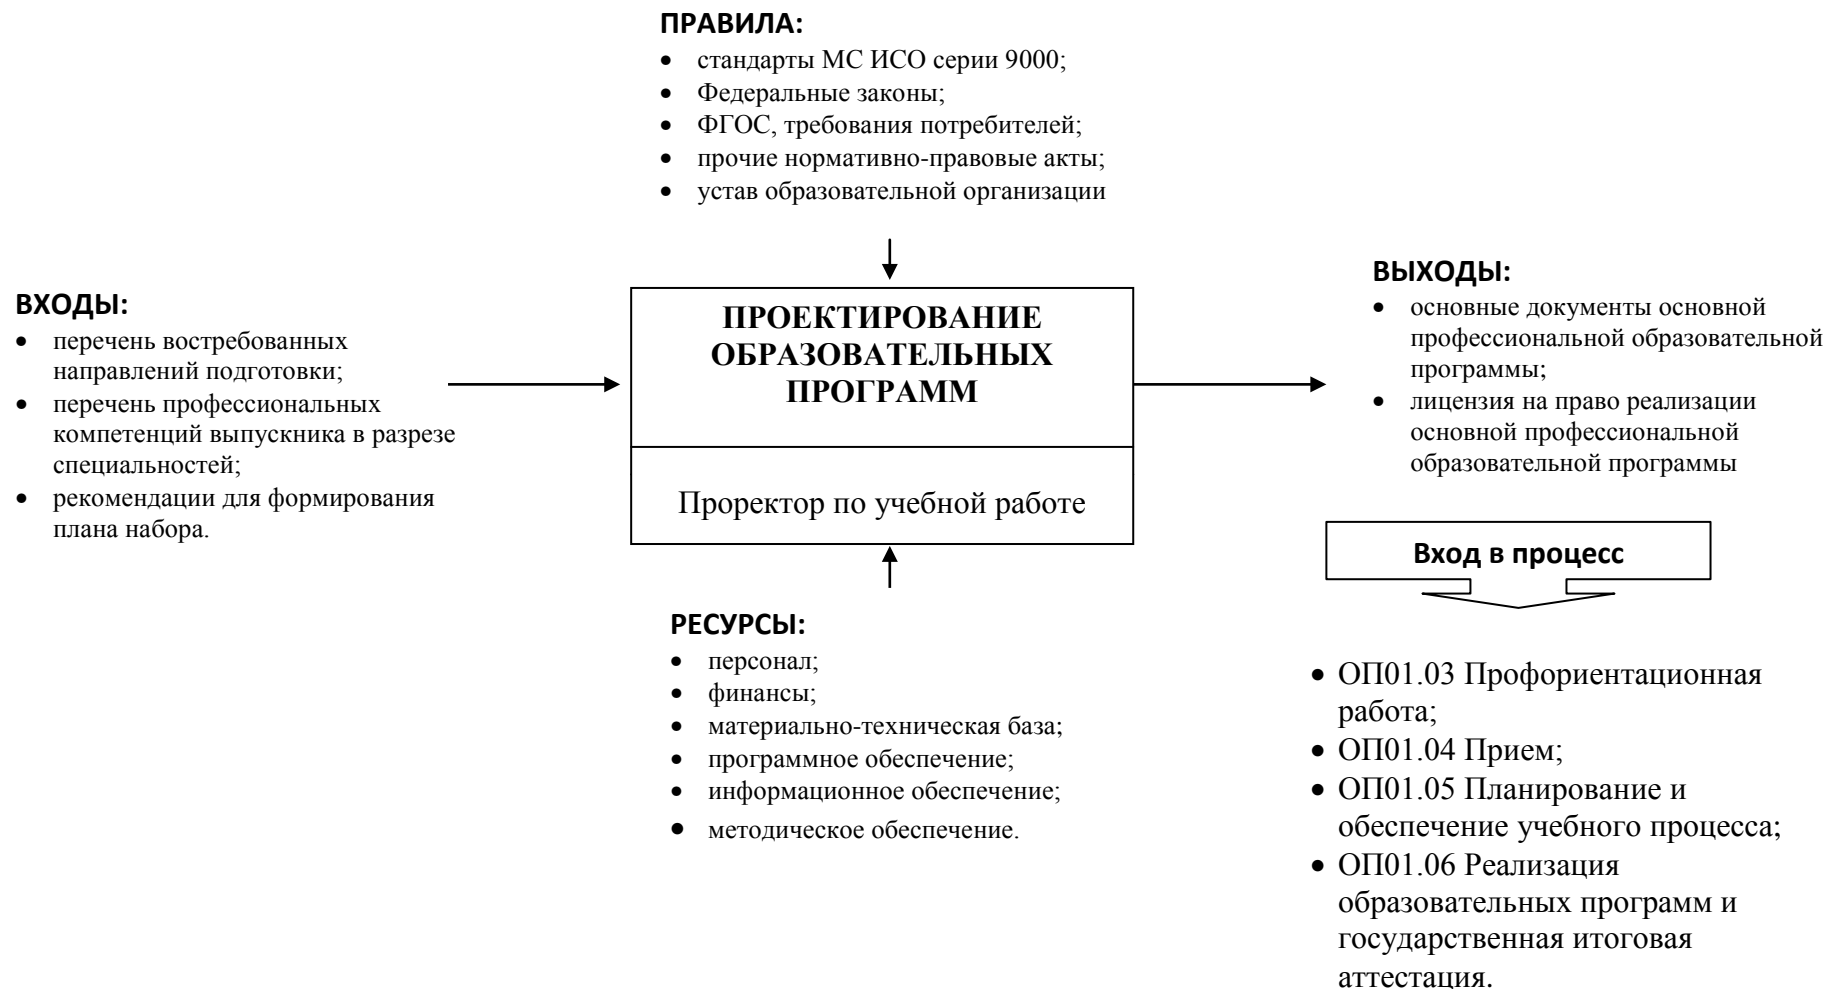 ПРАВИЛА:
• стандарты МС ИСО серии 9000;
• Федеральные законы;
• ФГОС, требования потребителей;
• прочие нормативно-правовые акты;
• устав образовательной организации
ВХОДЫ:
• перечень востребованных
направлений подготовки;
• перечень профессиональных
компетенций выпускника в разрезе
специальностей;
• рекомендации для формирования
плана набора.
ПРОЕКТИРОВАНИЕ
ОБРАЗОВАТЕЛЬНЫХ
ПРОГРАММ
Проректор по учебной работе
ВЫХОДЫ:
• основные документы основной
профессиональной образовательной
программы;
• лицензия на право реализации
основной профессиональной
образовательной программы
Вход в процесс
• ОП01.03 Профориентационная
работа;
• ОП01.04 Прием;
• ОП01.05 Планирование и
обеспечение учебного процесса;
• ОП01.06 Реализация
образовательных программ и
государственная итоговая
аттестация.
РЕСУРСЫ:
• персонал;
• финансы;
• материально-техническая база;
• программное обеспечение;
• информационное обеспечение;
• методическое обеспечение.